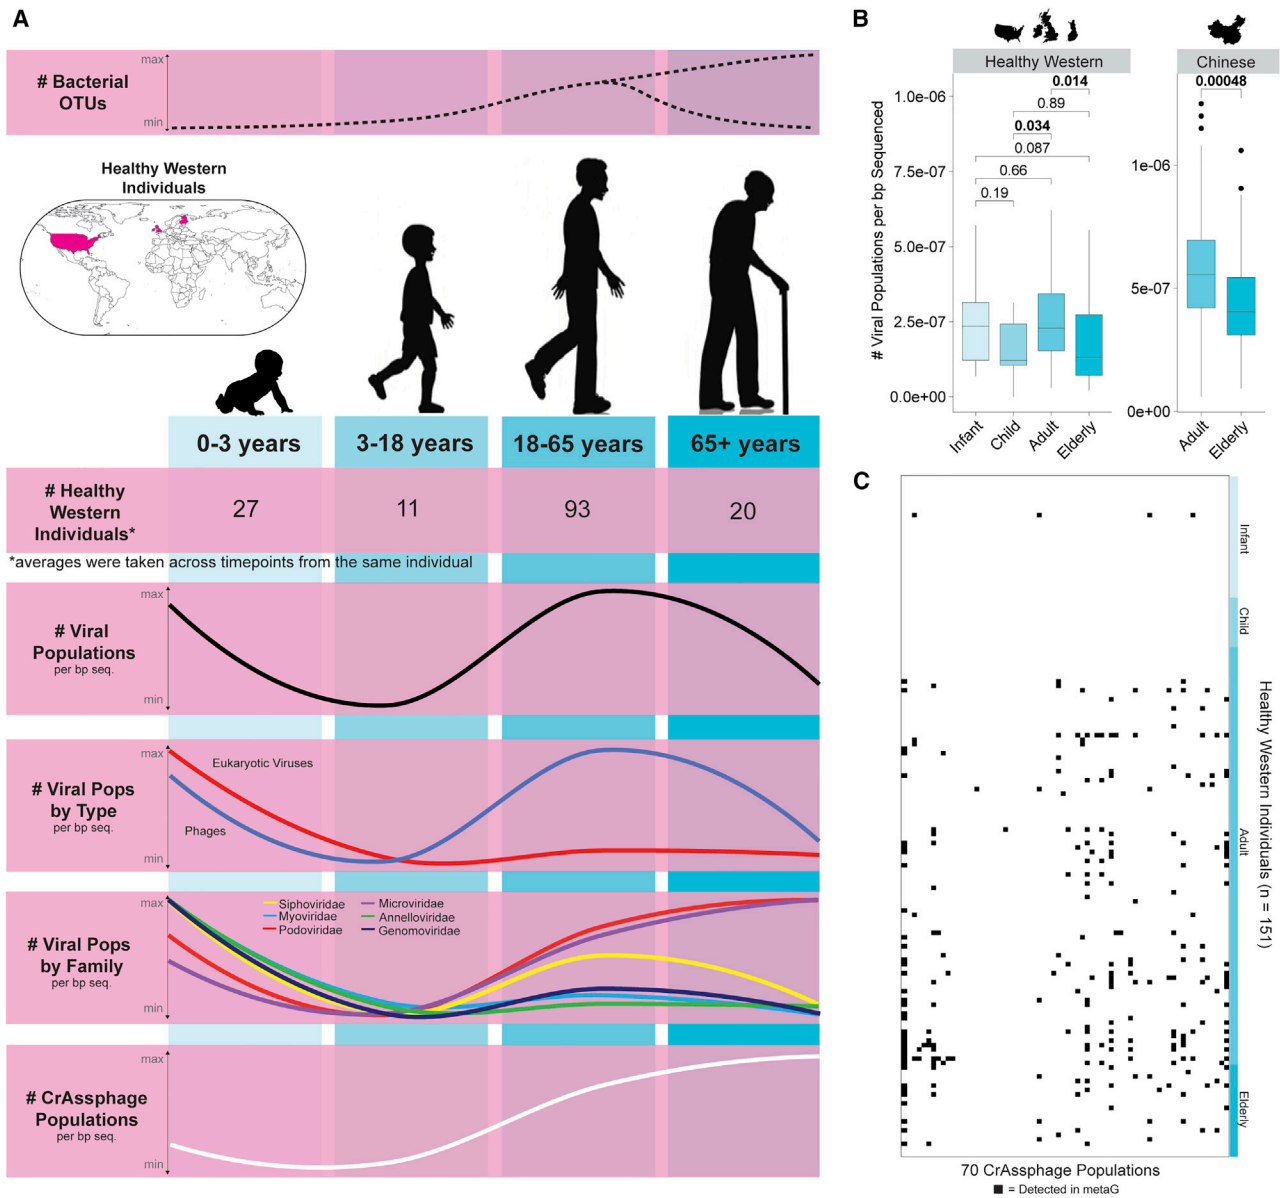 A
# Bacterial
OTUs
max
min
Healthy Western
Individuals
0-3 years
3-18 years
18-65 years
65+ years
# Healthy
Western
Individuals*
27
11
93
20
*averages were taken across timepoints from the same individual
# Viral
Populations
per bp seq.
max
min
# Viral Pops
by Type
per bp seq.
max
min
Eukaryotic Viruses
Phages
# Viral Pops
by Family
per bp seq.
max
min
Siphoviridae
Myoviridae
Podoviridae
Microviridae
Annelloviridae
Genomoviridae
# CrAssphage
Populations
per bp seq.
max
min
B
Healthy Western
Chinese
# Viral Populations per bp Sequenced
1.0e-06
7.5e-07
5.0e-07
2.5e-07
0.0e+00
0.014
0.89
0.034
0.087
0.66
0.19
Infant
Child
Adult
Elderly
0.00048
1e-06
5e-07
0e+00
Adult
Elderly
C
Infant
Child
Adult
Elderly
Healthy Western Individuals (n = 151)
70 CrAssphage Populations
= Detected in metaG